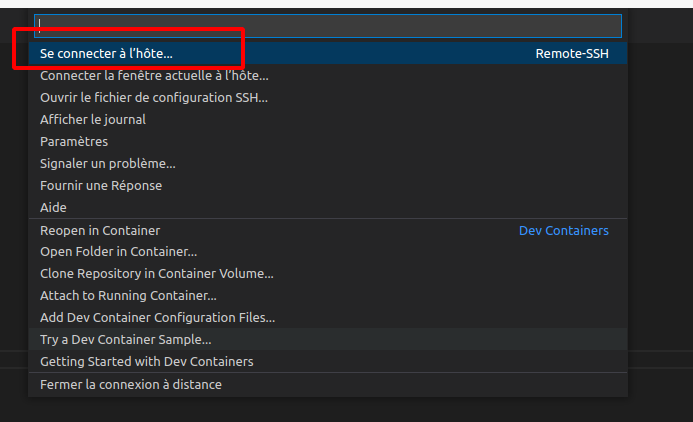 Se connecter à l’hôte... Remote-SSH
Connecter la fenêtre actuelle à l’hôte...
Ouvrir le fichier de configuration SSH...
Afficher le journal
Paramètres
Signaler un problème...
Fournir une Réponse
Aide
Reopen in Container Dev Containers
Open Folder in Container...
Clone Repository in Container Volume...
Attach to Running Container...
Add Dev Container Configuration Files...
Try a Dev Container Sample...
Getting Started with Dev Containers
Fermer la connexion à distance